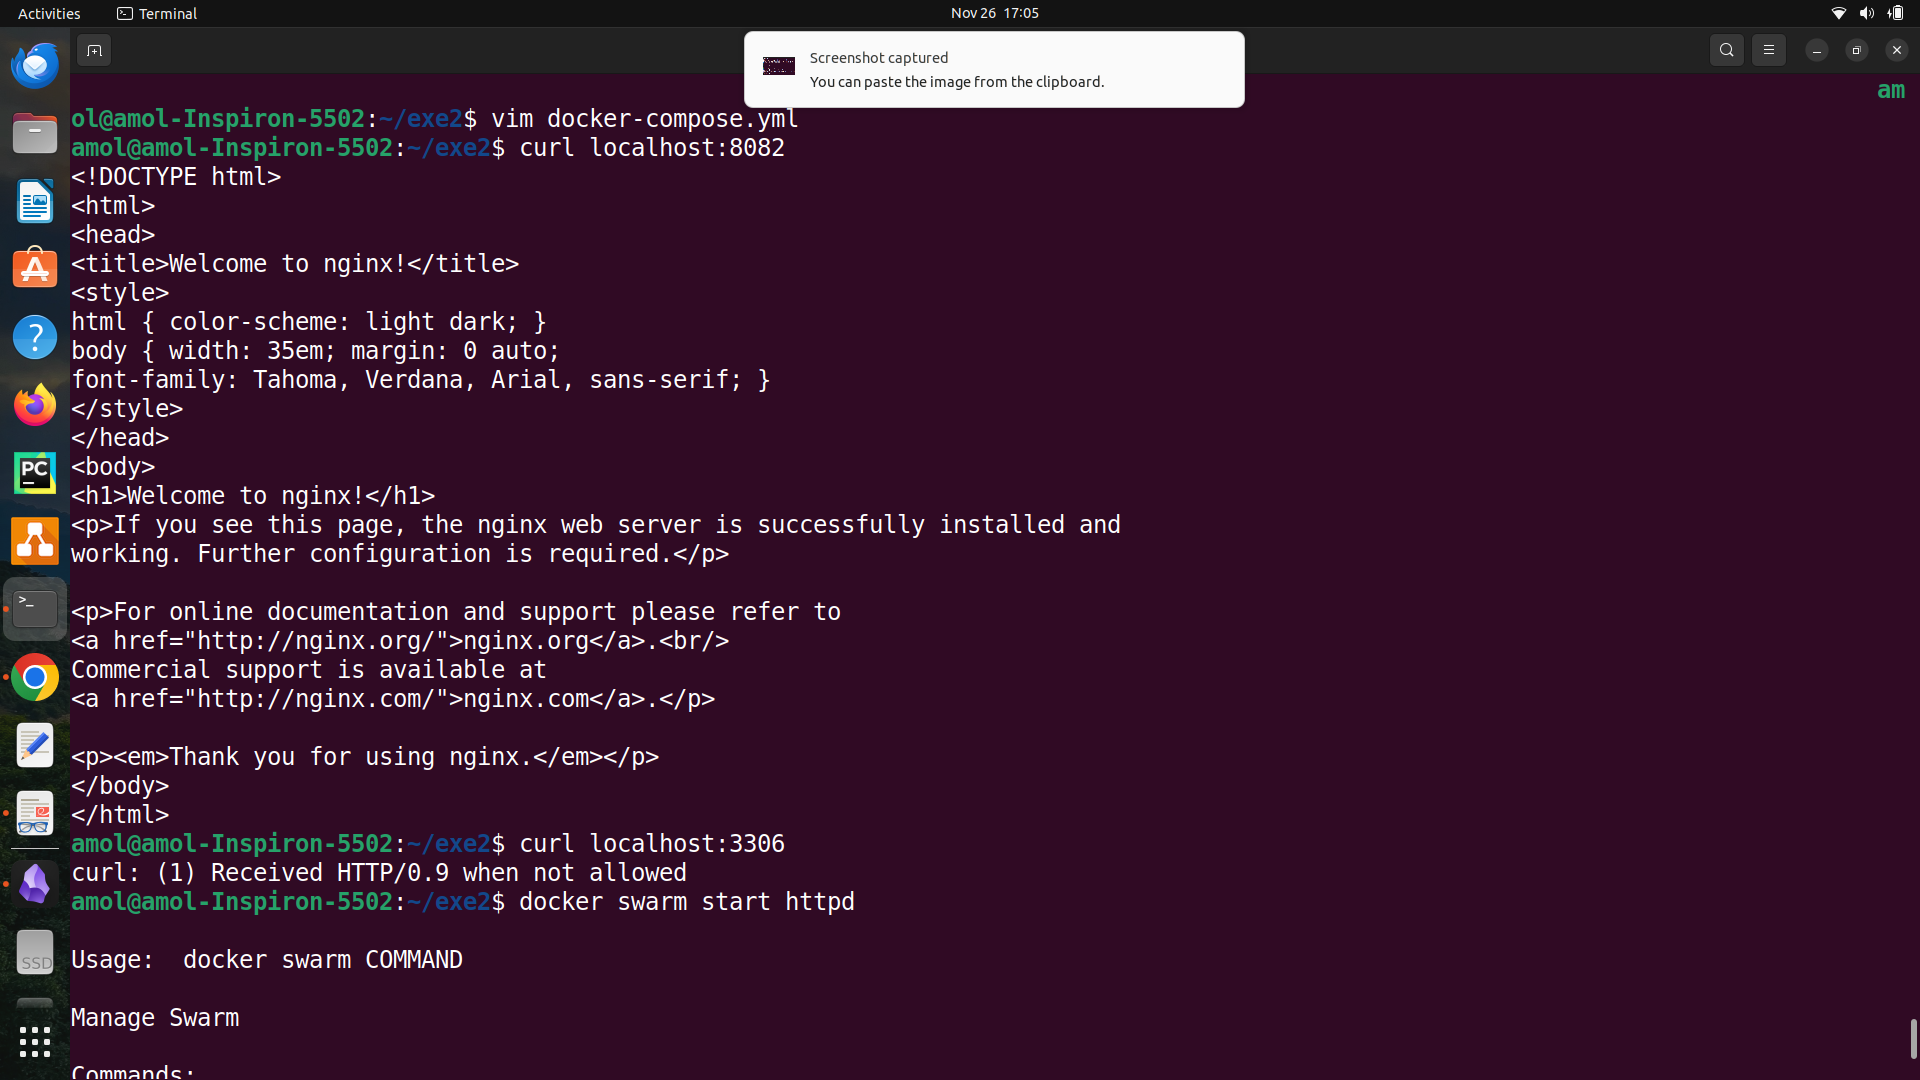 Activities
Terminal
Nov 26 17:05
Screenshot captured
You can paste the image from the clipboard.
am
ol@amol-Inspiron-5502:~/exe2$ vim docker-compose.yml
amol@amol-Inspiron-5502:~/exe2$ curl localhost:8082
<!DOCTYPE html>
<html>
<head>
<title>Welcome to nginx!</title>
<style>
html { color-scheme: light dark; }
body { width: 35em; margin: 0 auto;
font-family: Tahoma, Verdana, Arial, sans-serif; }
</style>
</head>
<body>
<h1>Welcome to nginx!</h1>
<p>If you see this page, the nginx web server is successfully installed and
working. Further configuration is required.</p>
<p>For online documentation and support please refer to
<a href="http://nginx.org/">nginx.org</a>.<br/>
Commercial support is available at
<a href="http://nginx.com/">nginx.com</a>.</p>
<p><em>Thank you for using nginx.</em></p>
</body>
</html>
amol@amol-Inspiron-5502:~/exe2$ curl localhost:3306
curl: (1) Received HTTP/0.9 when not allowed
amol@amol-Inspiron-5502:~/exe2$ docker swarm start httpd
Usage:  docker swarm COMMAND
Manage Swarm
Commands:
PC
SSD